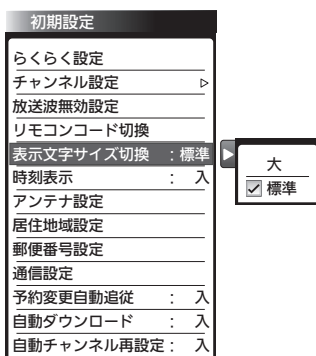 初期設定
らくらく設定
チャンネル設定 ▷
放送波無効設定
リモコンコード切換
表示文字サイズ切換 : 標準
時刻表示 : 入
アンテナ設定
居住地域設定
郵便番号設定
通信設定
予約変更自動追従 : 入
自動ダウンロード : 入
自動チャンネル再設定 : 入
大
標準